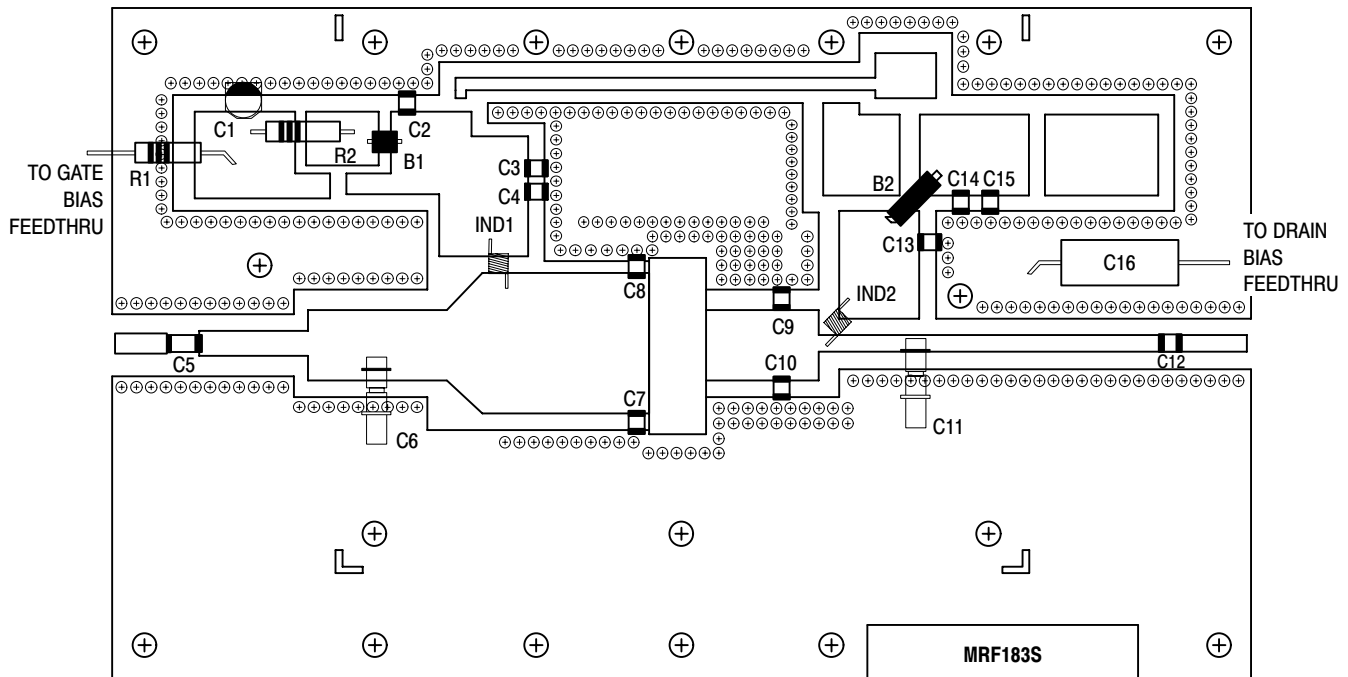 C1
C2
R2
B1
R1
TO GATE
BIAS
FEEDTHRU
C3
C4
IND1
B2
C14 C15
C13
C16
TO DRAIN
BIAS
FEEDTHRU
C8
C9
IND2
C5
C10
C12
C7
C6
C11
MRF183S